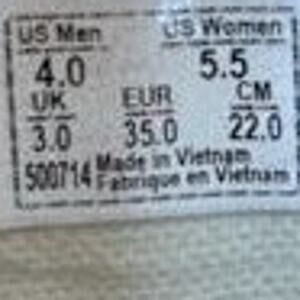 US Men US Women
4.0 5.5
UK EUR CM
3.0 35.0 22.0
500714 Made in Vietnam
Fabrique en Vietnam